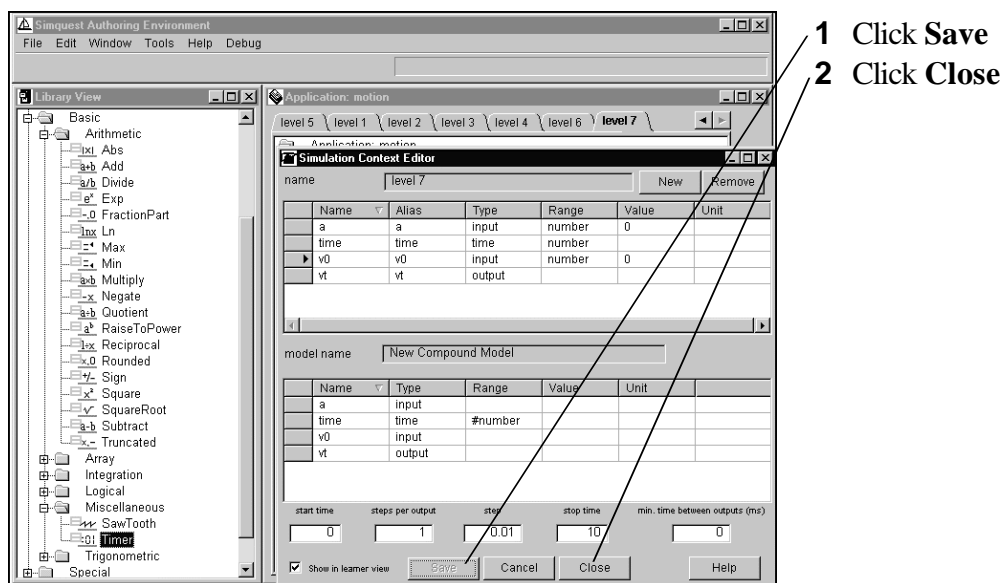 Simquest Authoring Environment
File Edit Window Tools Help Debug
1 Click Save
2 Click Close
Library View
Basic
Arithmetic
|x| Abs
a+b Add
a/b Divide
eˣ Exp
-.0 FractionPart
lnx Ln
Max
Min
a×b Multiply
-x Negate
a÷b Quotient
aᵇ RaiseToPower
1÷x Reciprocal
x.0 Rounded
+/- Sign
x² Square
√ SquareRoot
a-b Subtract
x.- Truncated
Array
Integration
Logical
Miscellaneous
SawTooth
Timer
Trigonometric
Special
Application: motion
level 5 level 1 level 2 level 3 level 4 level 6 level 7
Application: motion
Simulation Context Editor
name level 7 New Remove
Name Alias Type Range Value Unit
a a input number 0
time time time number
v0 v0 input number 0
vt vt output
model name New Compound Model
Name Type Range Value Unit
a input
time time #number
v0 input
vt output
start time steps per output step stop time min. time between outputs (ms)
0 1 0.01 10 0
Show in learner view Save Cancel Close Help